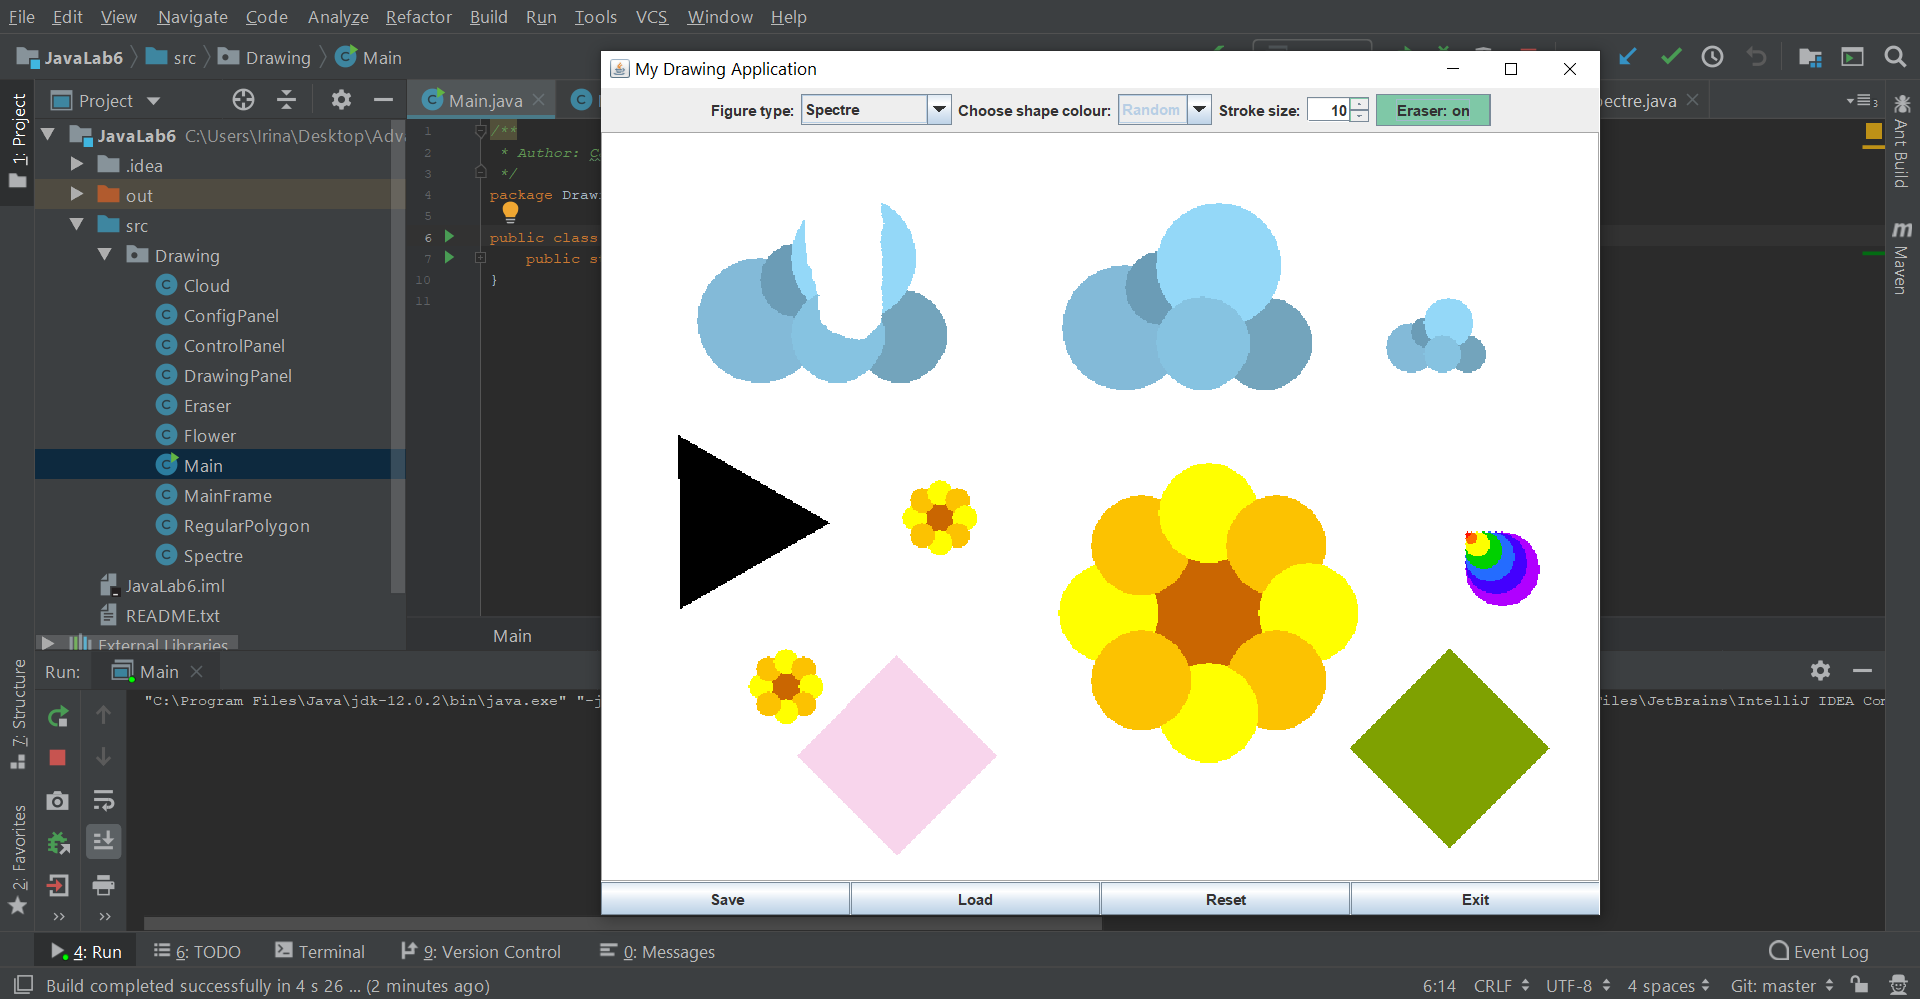 File Edit View Navigate Code Analyze Refactor Build Run Tools VCS Window Help
JavaLab6 src Drawing Main
My Drawing Application
Figure type: Spectre Choose shape colour: Random Stroke size: 10 Eraser: on
1: Project
Project
Main.java
ectre.java
3
JavaLab6 C:\Users\Irina\Desktop\Adva
.idea
out
src
Drawing
Cloud
ConfigPanel
ControlPanel
DrawingPanel
Eraser
Flower
Main
MainFrame
RegularPolygon
Spectre
JavaLab6.iml
README.txt
External Libraries
1 /**
2 * Author: C
3 */
4 package Draw
5
6 public class
7 public s
10 }
11
Main
Ant Build
m Maven
7: Structure
2: Favorites
Run: Main
"C:\Program Files\Java\jdk-12.0.2\bin\java.exe" "-j
Files\JetBrains\IntelliJ IDEA Con
Save Load Reset Exit
4: Run 6: TODO Terminal 9: Version Control 0: Messages Event Log
Build completed successfully in 4 s 26 ... (2 minutes ago) 6:14 CRLF UTF-8 4 spaces Git: master